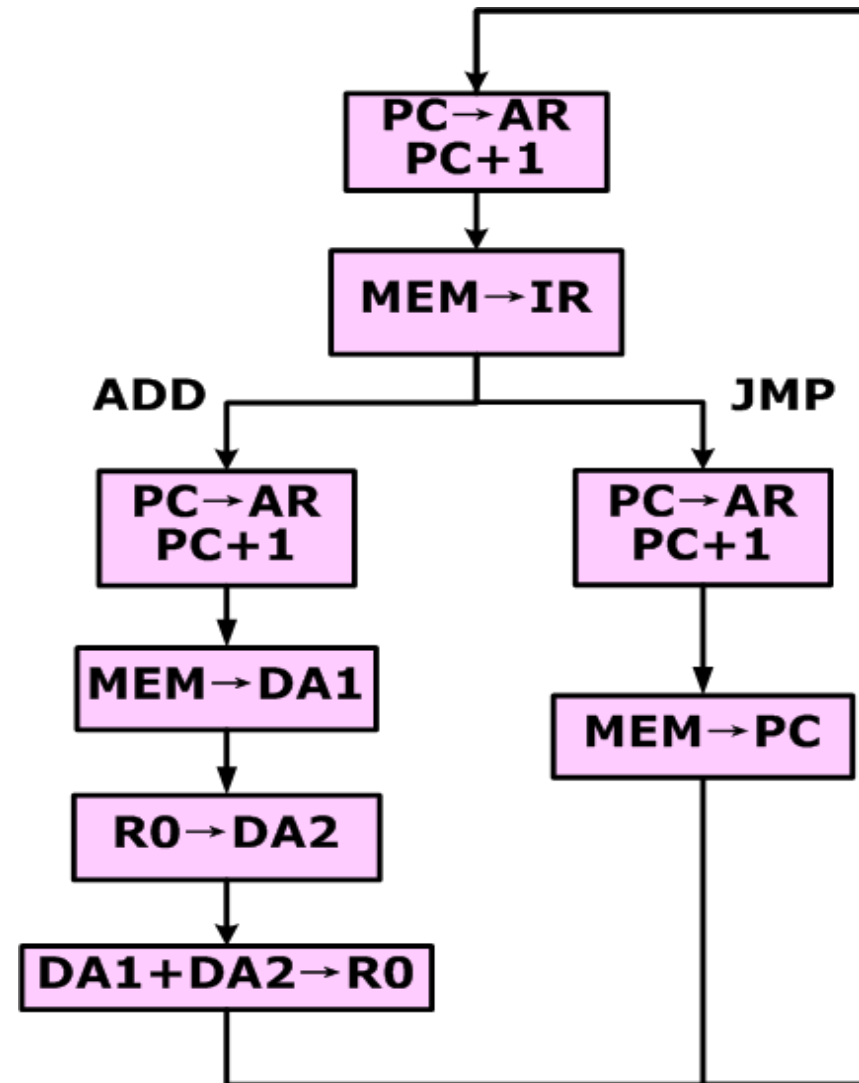 PC→AR
PC+1
MEM→IR
ADD
JMP
PC→AR
PC+1
PC→AR
PC+1
MEM→DA1
MEM→PC
R0→DA2
DA1+DA2→R0